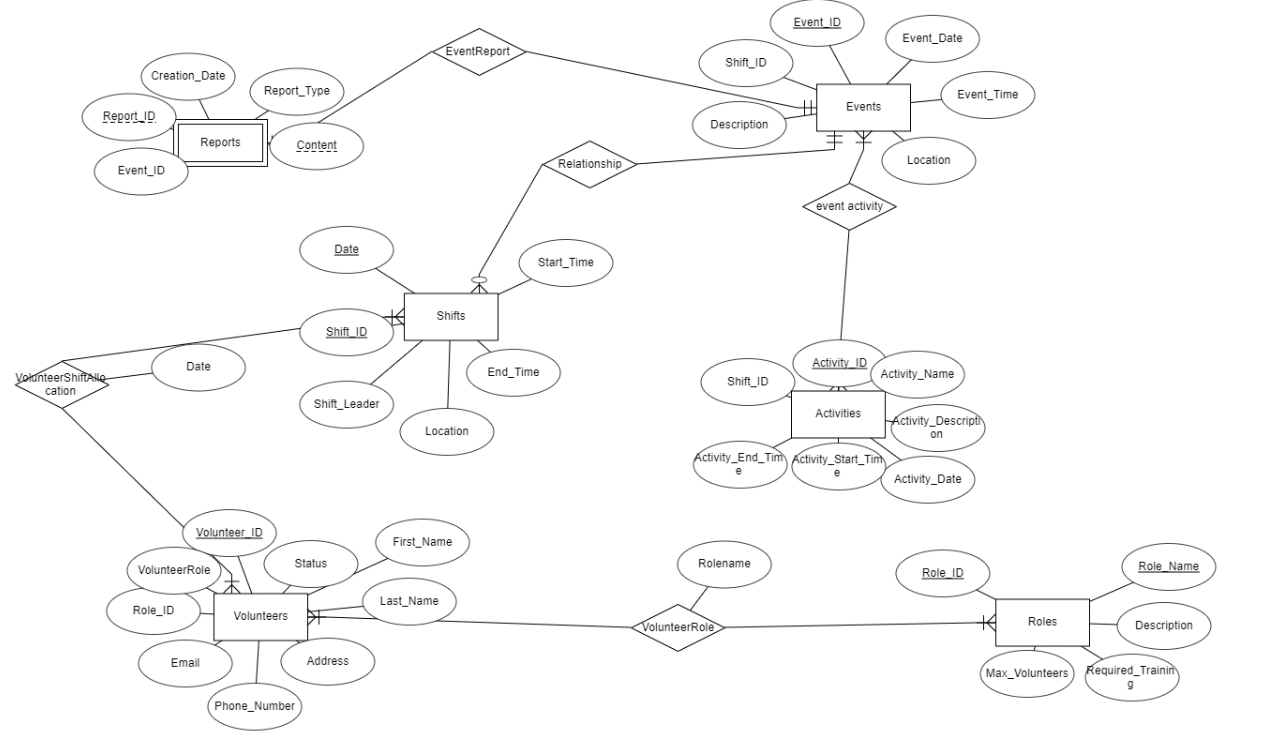 Event_ID
Event_Date
EventReport
Shift_ID
Creation_Date
Report_Type
Event_Time
Events
Report_ID
Description
Reports
Content
Location
Relationship
Event_ID
event activity
Date
Start_Time
Shifts
Shift_ID
Activity_ID
Date
End_Time
Activity_Name
VolunteerShiftAllo
cation
Shift_ID
Shift_Leader
Activities
Activity_Descripti
on
Location
Activity_End_Tim
e
Activity_Start_Tim
e
Activity_Date
Volunteer_ID
First_Name
Status
Rolename
Role_Name
VolunteerRole
Role_ID
Last_Name
Role_ID
Volunteers
VolunteerRole
Roles
Description
Email
Address
Max_Volunteers
Required_Trainin
g
Phone_Number